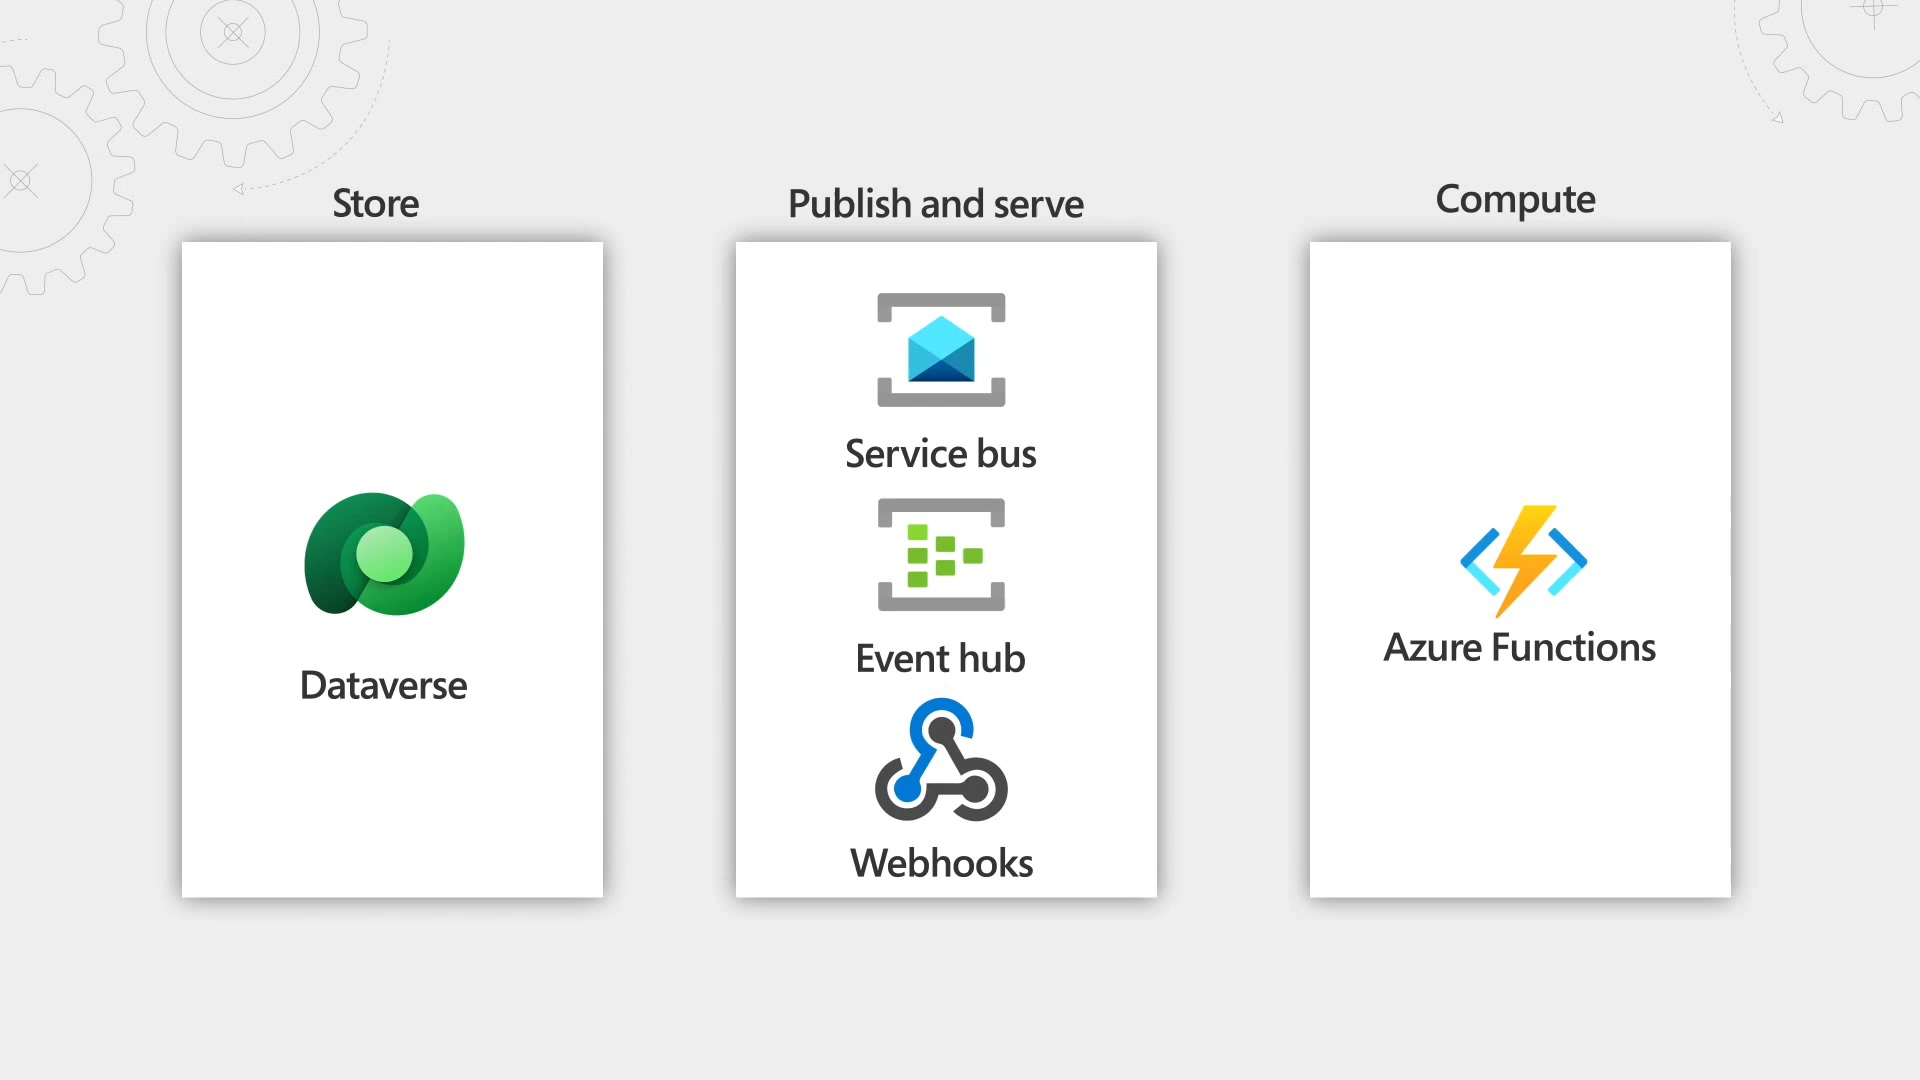 Store
Publish and serve
Compute
Dataverse
Service bus
Event hub
Webhooks
Azure Functions